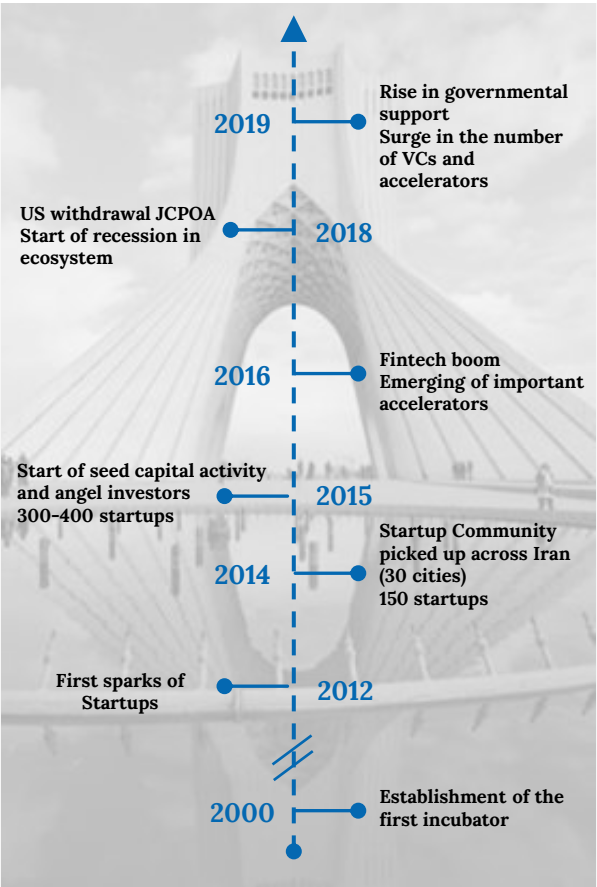 2019
Rise in governmental
support
Surge in the number
of VCs and
accelerators
US withdrawal JCPOA
Start of recession in
ecosystem
2018
2016
Fintech boom
Emerging of important
accelerators
Start of seed capital activity
and angel investors
300-400 startups
2015
2014
Startup Community
picked up across Iran
(30 cities)
150 startups
First sparks of
Startups
2012
2000
Establishment of the
first incubator